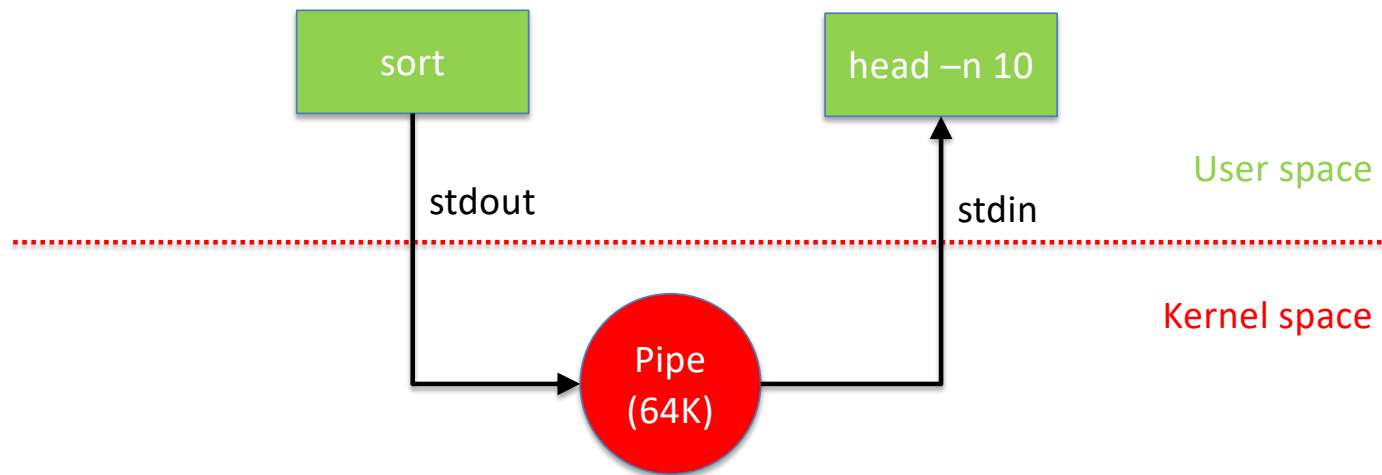 sort
head –n 10
User space
stdout
stdin
Kernel space
Pipe
(64K)